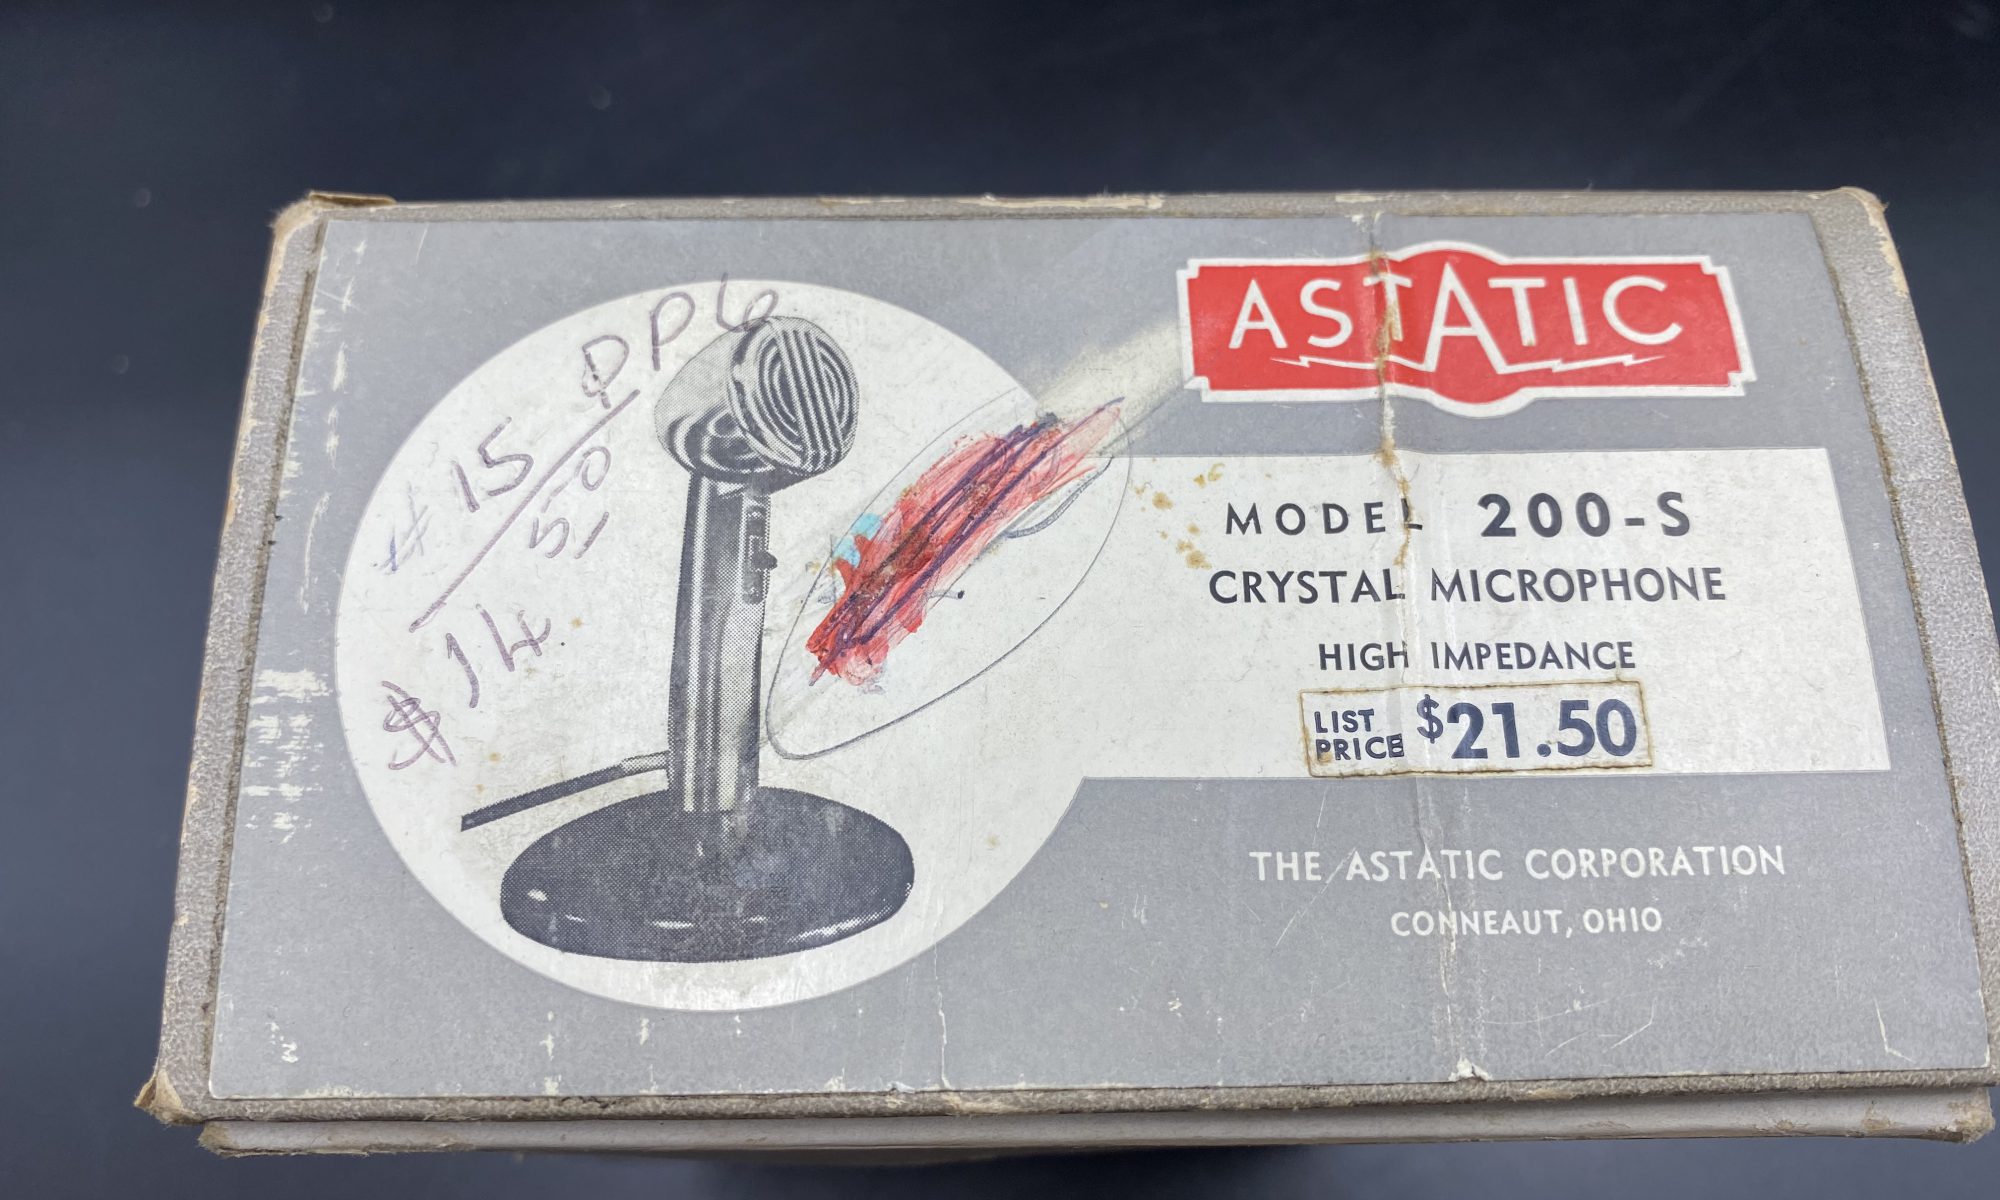 # 15 PP6
50
$14
ASTATIC
MODEL 200-S
CRYSTAL MICROPHONE
HIGH IMPEDANCE
LIST PRICE $21.50
THE ASTATIC CORPORATION
CONNEAUT, OHIO